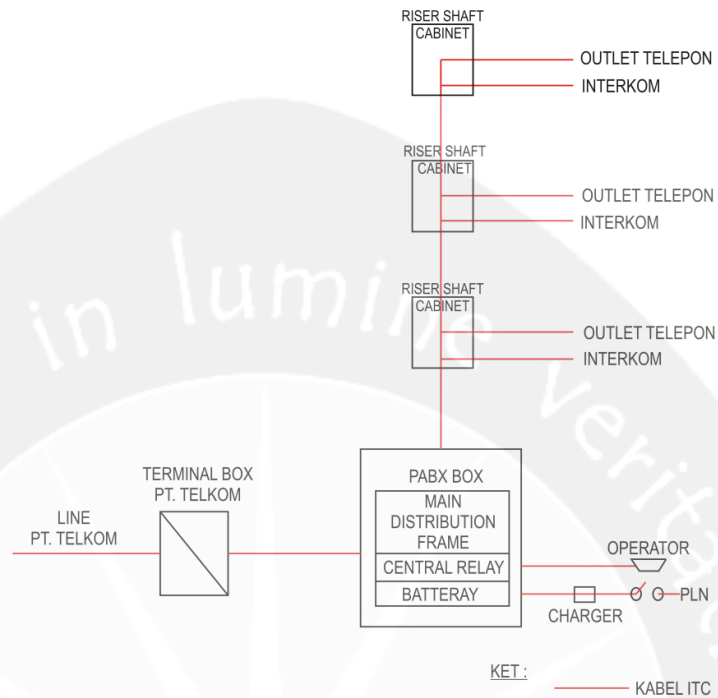 RISER SHAFT
CABINET
OUTLET TELEPON
INTERKOM
RISER SHAFT
CABINET
OUTLET TELEPON
INTERKOM
RISER SHAFT
CABINET
OUTLET TELEPON
INTERKOM
in lumine veritas
TERMINAL BOX
PT. TELKOM
LINE
PT. TELKOM
PABX BOX
MAIN
DISTRIBUTION
FRAME
CENTRAL RELAY
BATTERAY
OPERATOR
PLN
CHARGER
KET :
KABEL ITC